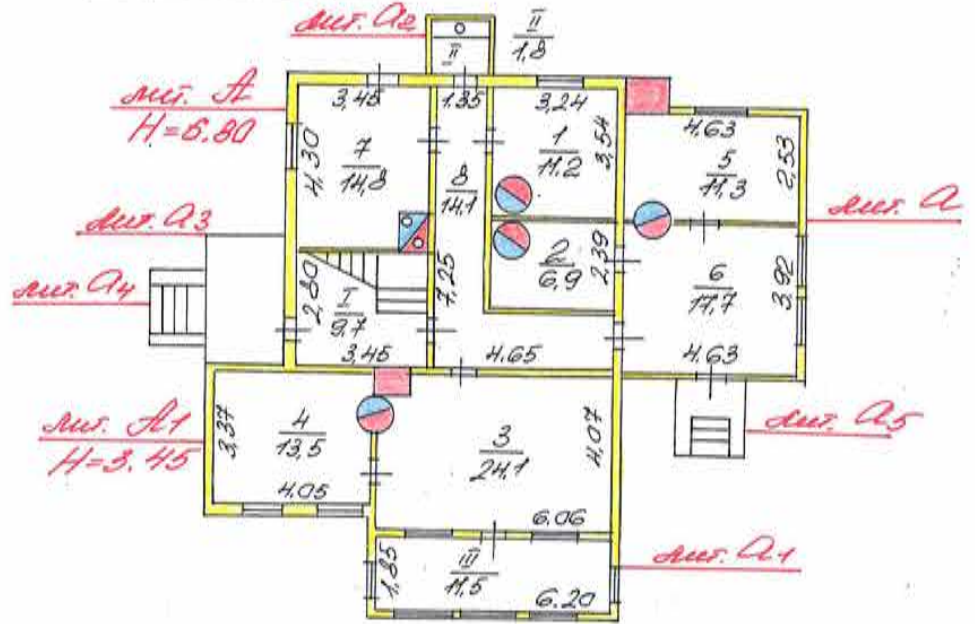 лит. а2
II
1,8
II
лит. А
H=5.80
3,45
1.35
3,24
4.63
4,30
7
14,8
8
14,1
1
11.2
3,54
5
11,3
2,53
лит. а
лит. а3
лит. а4
2,80
I
9.7
3,45
7,25
2
6,9
2,39
6
17,7
3,92
4.65
4.63
лит. А1
H=3.45
3,37
4
13,5
4.05
3
24.1
4,07
6.06
лит. а5
1,85
III
11,5
6.20
лит. а1